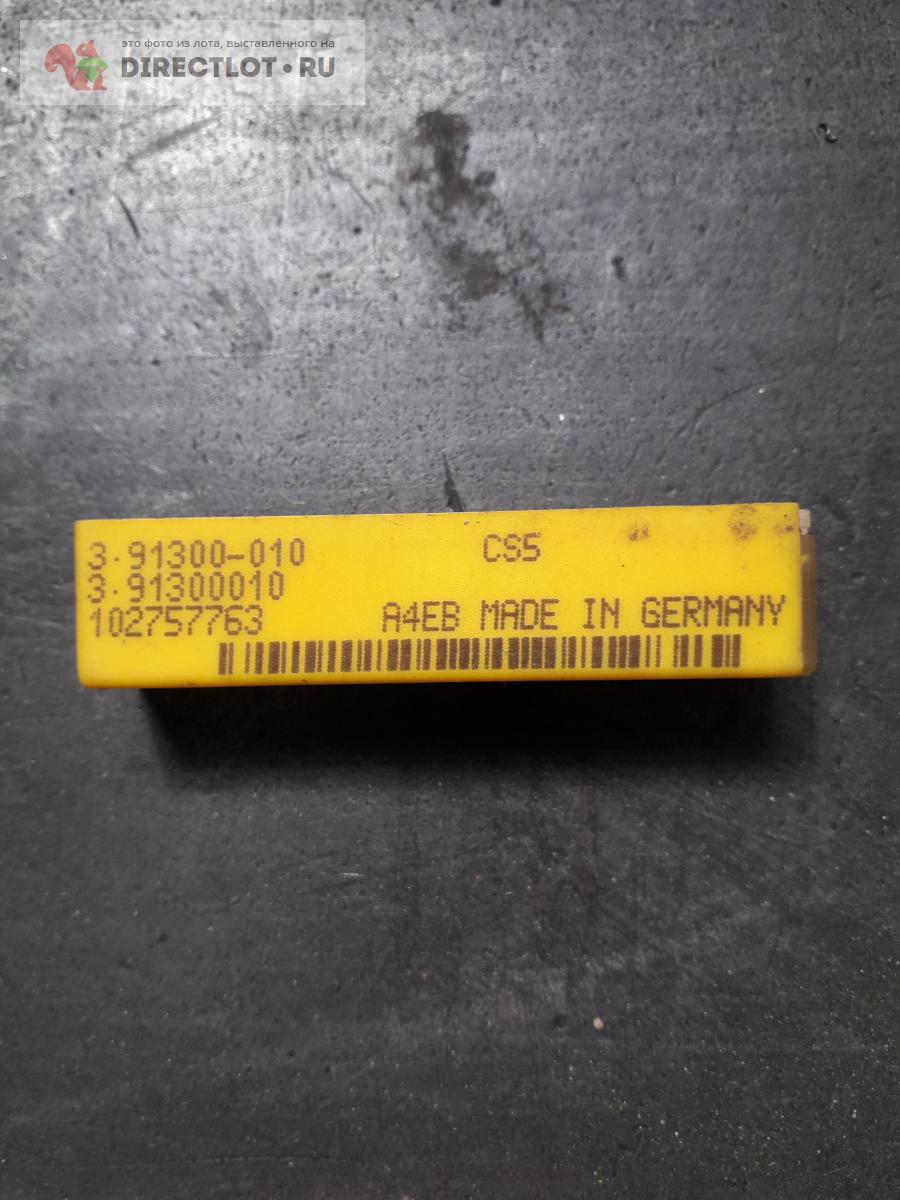 это фото из лота, выставленного на
DIRECTLOT•RU
3·91300-010
CS5
3·91300010
102757763
A4EB MADE IN GERMANY